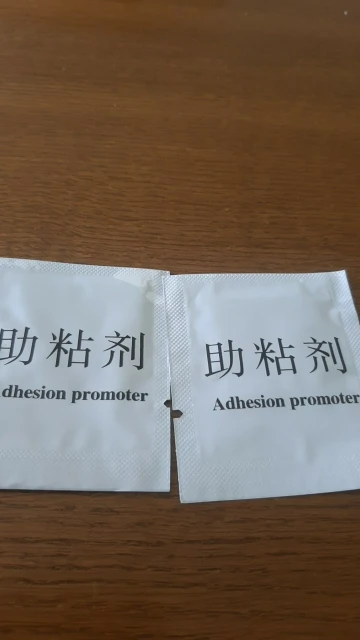 助粘剂
dhesion promoter
助粘剂
Adhesion promoter